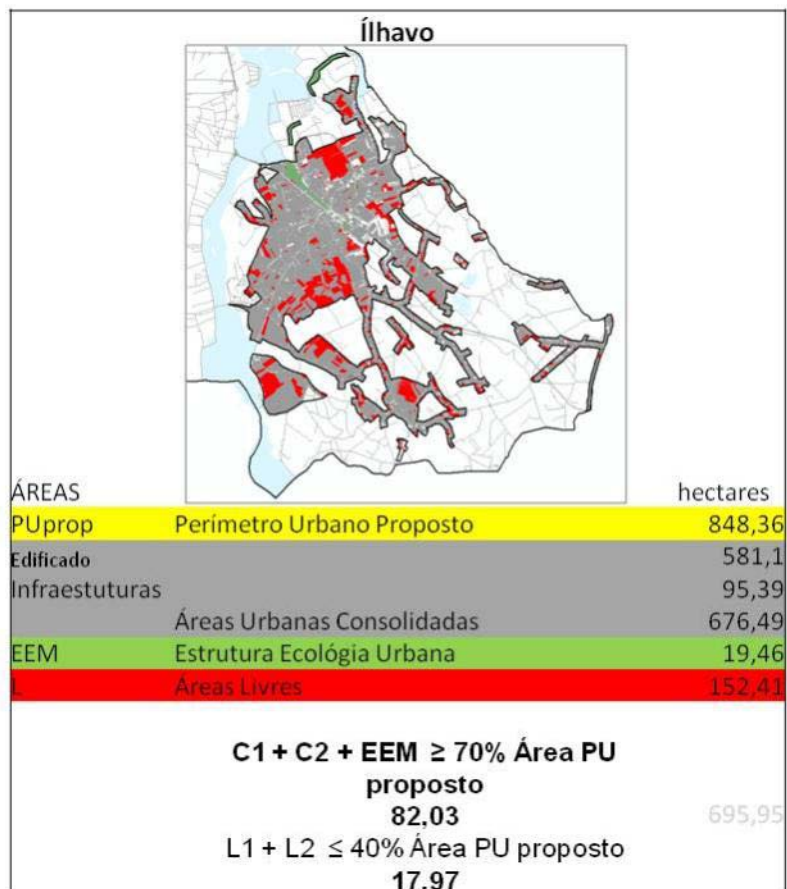 Ílhavo
ÁREAS hectares
PUprop Perímetro Urbano Proposto 848,36
Edificado 581,1
Infraestuturas 95,39
Áreas Urbanas Consolidadas 676,49
EEM Estrutura Ecológia Urbana 19,46
L Áreas Livres 152,41
C1 + C2 + EEM ≥ 70% Área PU
proposto
82,03 695,95
L1 + L2 ≤ 40% Área PU proposto
17,97